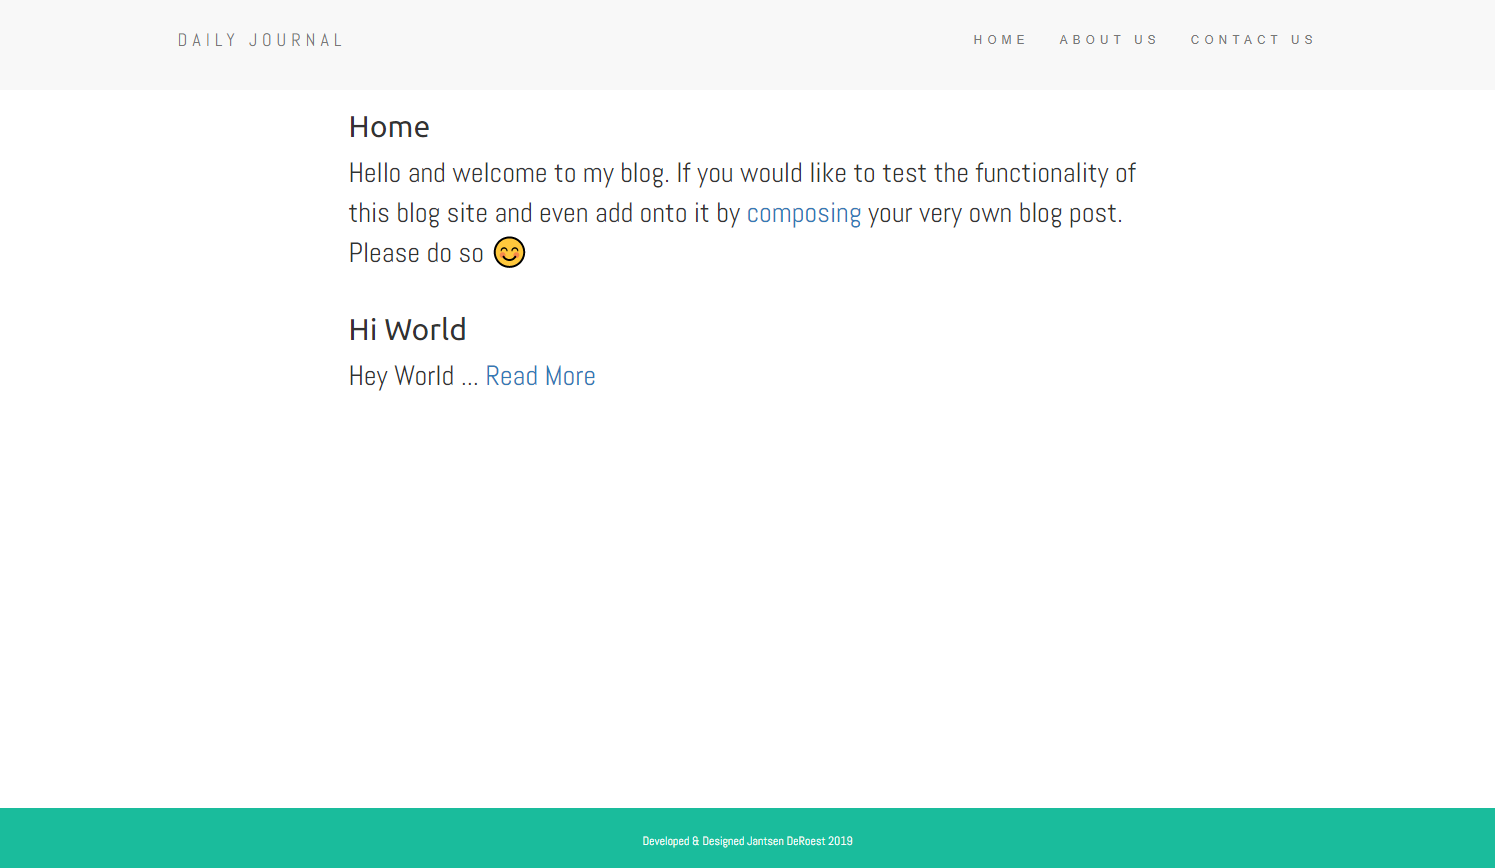 DAILY JOURNAL
HOME ABOUT US CONTACT US
Home
Hello and welcome to my blog. If you would like to test the functionality of
this blog site and even add onto it by composing your very own blog post.
Please do so 😊
Hi World
Hey World ... Read More
Developed & Designed Jantsen DeRoest 2019